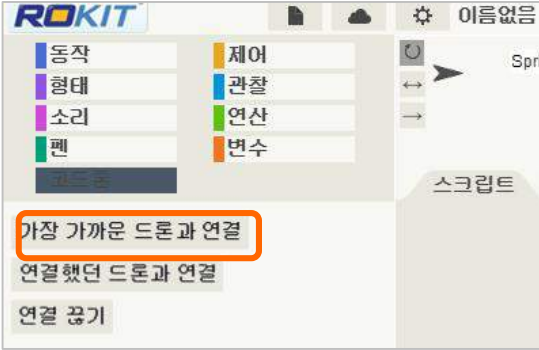 ROKIT
이름없음
동작
제어
형태
관찰
소리
연산
펜
변수
Spri
스크립트
가장 가까운 드론과 연결
연결했던 드론과 연결
연결 끊기